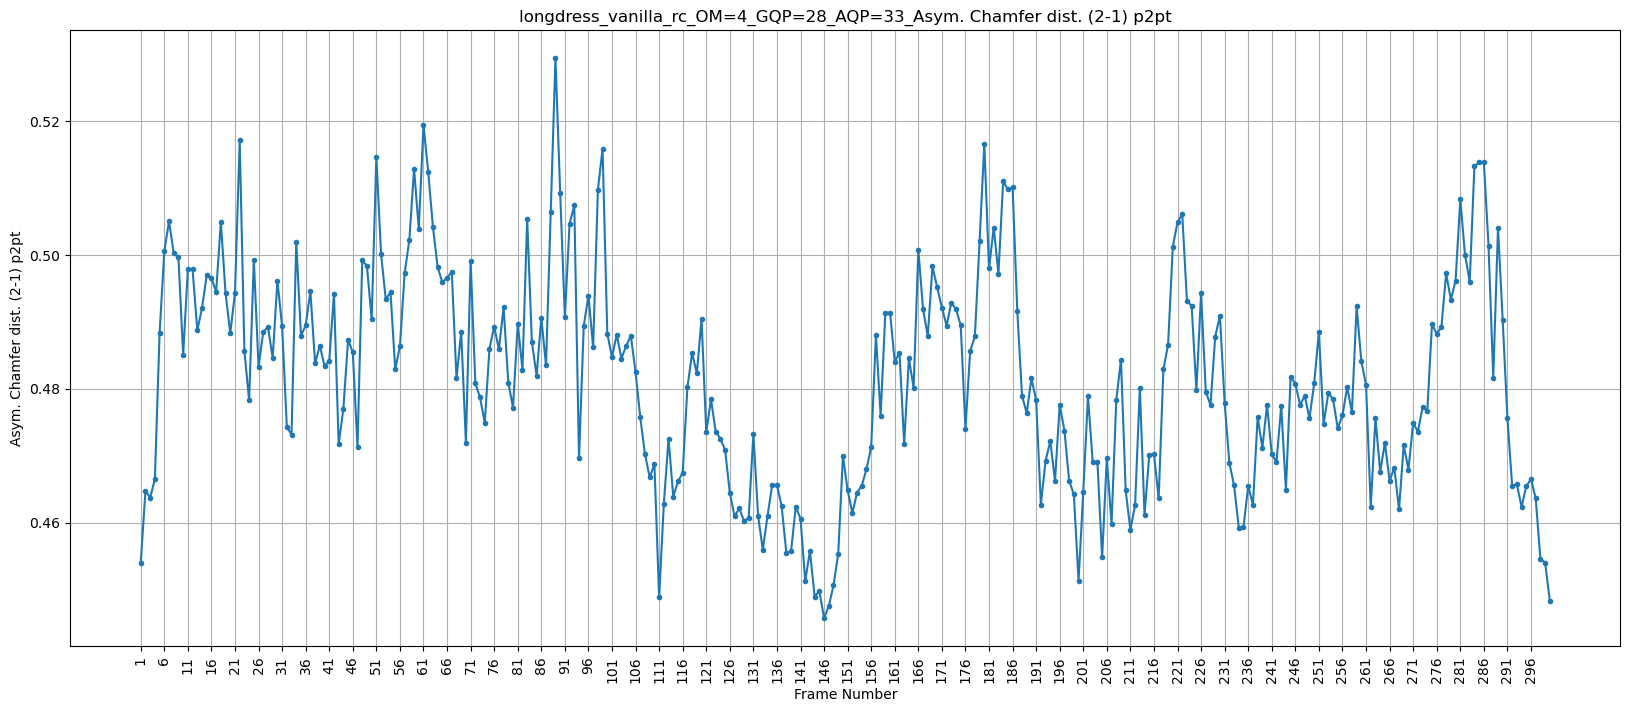 longdress_vanilla_rc_OM=4_GQP=28_AQP=33_Asym. Chamfer dist. (2-1) p2pt
Asym. Chamfer dist. (2-1) p2pt
0.52
0.50
0.48
0.46
1 6 11 16 21 26 31 36 41 46 51 56 61 66 71 76 81 86 91 96 101 106 111 116 121 126 131 136 141 146 151 156 161 166 171 176 181 186 191 196 201 206 211 216 221 226 231 236 241 246 251 256 261 266 271 276 281 286 291 296
Frame Number